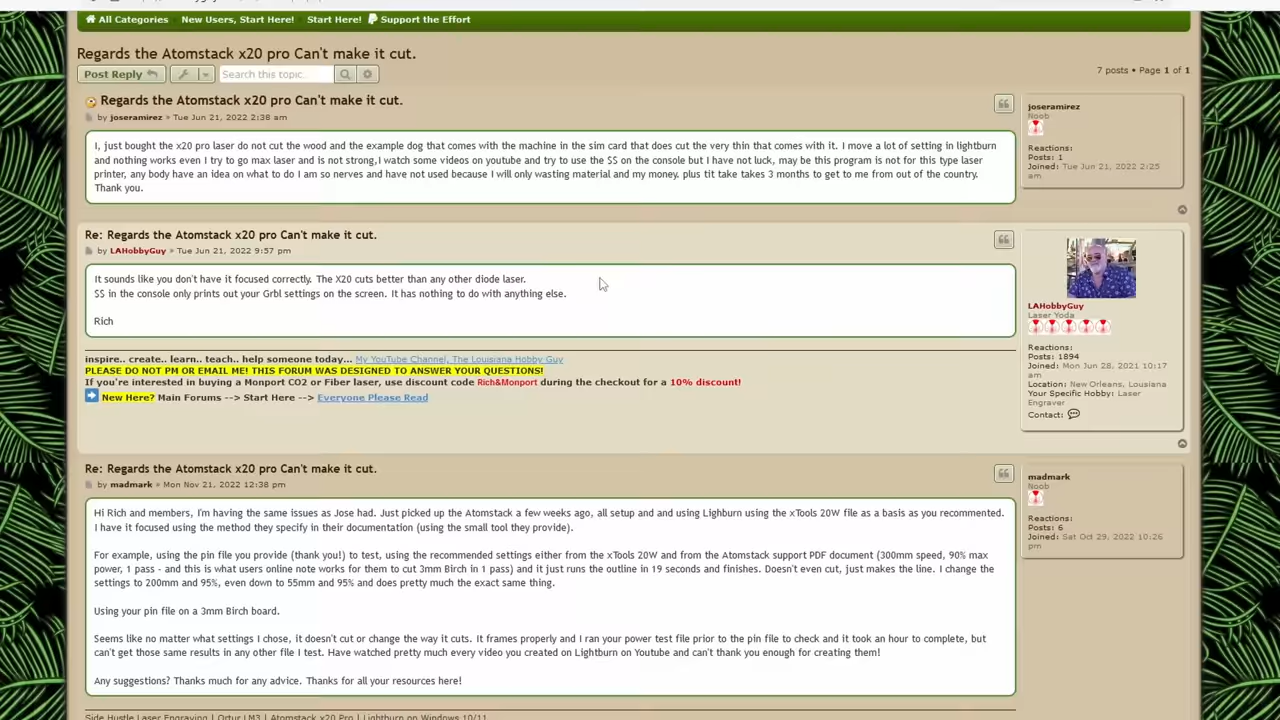 All Categories New Users, Start Here! Start Here! Support the Effort
Regards the Atomstack x20 pro Can't make it cut.
Post Reply Search this topic...
7 posts • Page 1 of 1
Regards the Atomstack x20 pro Can't make it cut.
by joseramirez » Tue Jun 21, 2022 2:38 am
I, just bought the x20 pro laser do not cut the wood and the example dog that comes with the machine in the sim card that does cut the very thin that comes with it. I move a lot of setting in lightburn
and nothing works even I try to go max laser and is not strong,I watch some videos on youtube and try to use the $$ on the console but I have not luck, may be this program is not for this type laser
printer, any body have an idea on what to do I am so nerves and have not used because I will only wasting material and my money. plus tit take takes 3 months to get to me from out of the country.
Thank you.
joseramirez
Noob
Reactions:
Posts: 1
Joined: Tue Jun 21, 2022 2:25
am
Re: Regards the Atomstack x20 pro Can't make it cut.
by LAHobbyGuy » Tue Jun 21, 2022 9:57 pm
It sounds like you don't have it focused correctly. The X20 cuts better than any other diode laser.
$$ in the console only prints out your Grbl settings on the screen. It has nothing to do with anything else.
Rich
inspire.. create.. learn.. teach.. help someone today... My YouTube Channel, The Louisiana Hobby Guy
PLEASE DO NOT PM OR EMAIL ME! THIS FORUM WAS DESIGNED TO ANSWER YOUR QUESTIONS!
If you're interested in buying a Monport CO2 or Fiber laser, use discount code Rich&Monport during the checkout for a 10% discount!
New Here? Main Forums --> Start Here --> Everyone Please Read
LAHobbyGuy
Laser Yoda
Reactions:
Posts: 1894
Joined: Mon Jun 28, 2021 10:17
am
Location: New Orleans, Lousiana
Your Specific Hobby: Laser
Engraver
Contact:
Re: Regards the Atomstack x20 pro Can't make it cut.
by madmark » Mon Nov 21, 2022 12:38 pm
Hi Rich and members, I'm having the same issues as Jose had. Just picked up the Atomstack a few weeks ago, all setup and and using Lighburn using the xTools 20W file as a basis as you recommented.
I have it focused using the method they specify in their documentation (using the small tool they provide).
For example, using the pin file you provide (thank you!) to test, using the recommended settings either from the xTools 20W and from the Atomstack support PDF document (300mm speed, 90% max
power, 1 pass - and this is what users online note works for them to cut 3mm Birch in 1 pass) and it just runs the outline in 19 seconds and finishes. Doesn't even cut, just makes the line. I change the
settings to 200mm and 95%, even down to 55mm and 95% and does pretty much the exact same thing.
Using your pin file on a 3mm Birch board.
Seems like no matter what settings I chose, it doesn't cut or change the way it cuts. It frames properly and I ran your power test file prior to the pin file to check and it took an hour to complete, but
can't get those same results in any other file I test. Have watched pretty much every video you created on Lightburn on Youtube and can't thank you enough for creating them!
Any suggestions? Thanks much for any advice. Thanks for all your resources here!
madmark
Noob
Reactions:
Posts: 6
Joined: Sat Oct 29, 2022 10:26
pm
Side Hustle Laser Engraving | Ortur LM3 | Atomstack x20 Pro | Lightburn on Windows 10/11